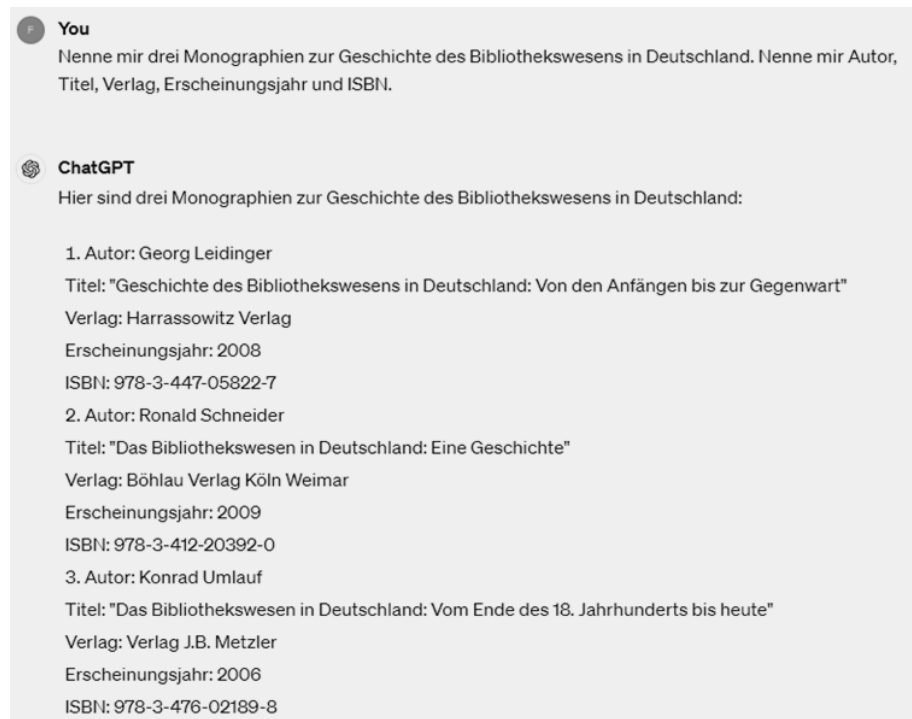 F You
Nenne mir drei Monographien zur Geschichte des Bibliothekswesens in Deutschland. Nenne mir Autor,
Titel, Verlag, Erscheinungsjahr und ISBN.
ChatGPT
Hier sind drei Monographien zur Geschichte des Bibliothekswesens in Deutschland:
1. Autor: Georg Leidinger
Titel: "Geschichte des Bibliothekswesens in Deutschland: Von den Anfängen bis zur Gegenwart"
Verlag: Harrassowitz Verlag
Erscheinungsjahr: 2008
ISBN: 978-3-447-05822-7
2. Autor: Ronald Schneider
Titel: "Das Bibliothekswesen in Deutschland: Eine Geschichte"
Verlag: Böhlau Verlag Köln Weimar
Erscheinungsjahr: 2009
ISBN: 978-3-412-20392-0
3. Autor: Konrad Umlauf
Titel: "Das Bibliothekswesen in Deutschland: Vom Ende des 18. Jahrhunderts bis heute"
Verlag: Verlag J.B. Metzler
Erscheinungsjahr: 2006
ISBN: 978-3-476-02189-8